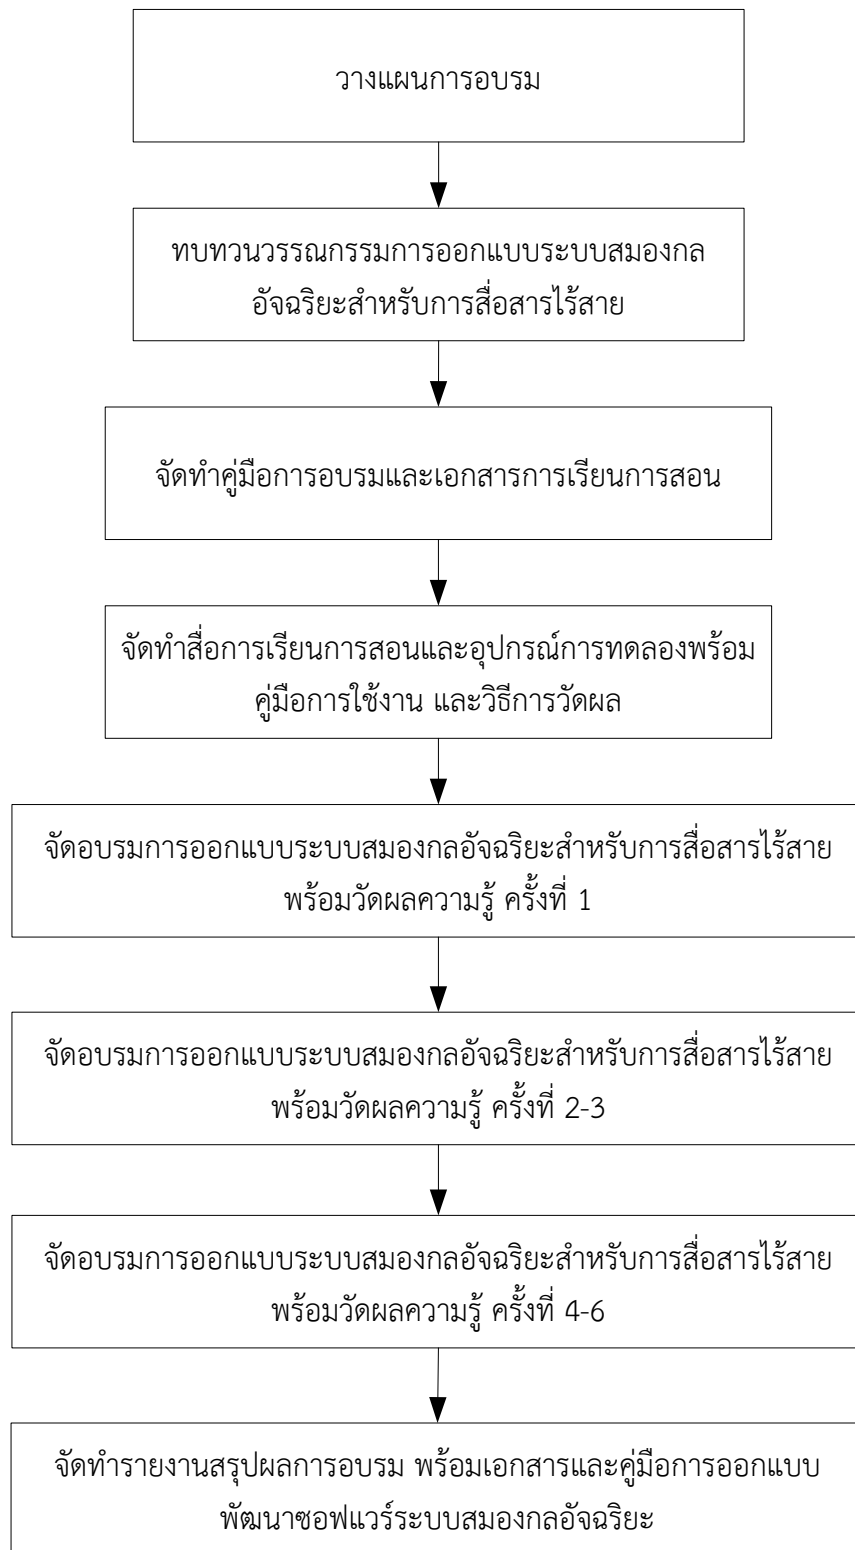 วางแผนการอบรม
ทบทวนวรรณกรรมการออกแบบระบบสมองกล
อัจฉริยะสำหรับการสื่อสารไร้สาย
จัดทำคู่มือการอบรมและเอกสารการเรียนการสอน
จัดทำสื่อการเรียนการสอนและอุปกรณ์การทดลองพร้อม
คู่มือการใช้งาน และวิธีการวัดผล
จัดอบรมการออกแบบระบบสมองกลอัจฉริยะสำหรับการสื่อสารไร้สาย
พร้อมวัดผลความรู้ ครั้งที่ 1
จัดอบรมการออกแบบระบบสมองกลอัจฉริยะสำหรับการสื่อสารไร้สาย
พร้อมวัดผลความรู้ ครั้งที่ 2-3
จัดอบรมการออกแบบระบบสมองกลอัจฉริยะสำหรับการสื่อสารไร้สาย
พร้อมวัดผลความรู้ ครั้งที่ 4-6
จัดทำรายงานสรุปผลการอบรม พร้อมเอกสารและคู่มือการออกแบบ
พัฒนาซอฟแวร์ระบบสมองกลอัจฉริยะ